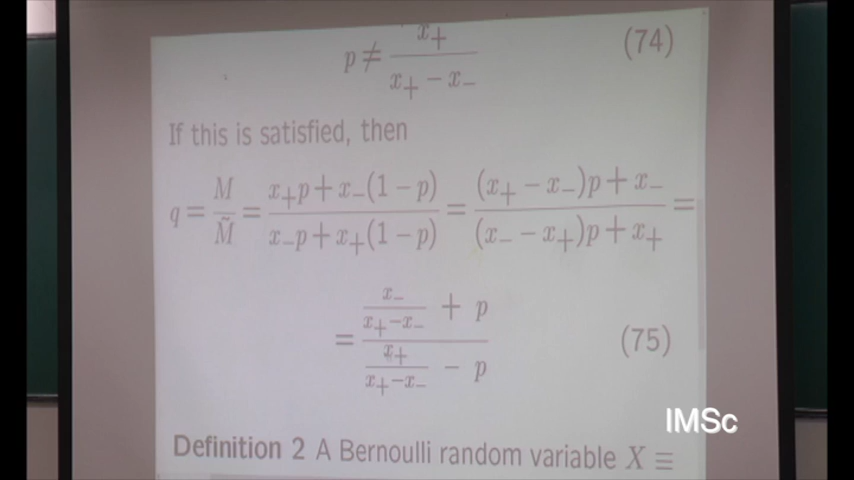 p ≠ x₊ / (x₊ − x₋) (74)
If this is satisfied, then
q = M / M̃ = (x₊p + x₋(1 − p)) / (x₋p + x₊(1 − p)) = ((x₊ − x₋)p + x₋) / ((x₋ − x₊)p + x₊) =
= (x₋/(x₊−x₋) + p) / (x₊/(x₊−x₋) − p) (75)
IMSc
Definition 2 A Bernoulli random variable X ≡